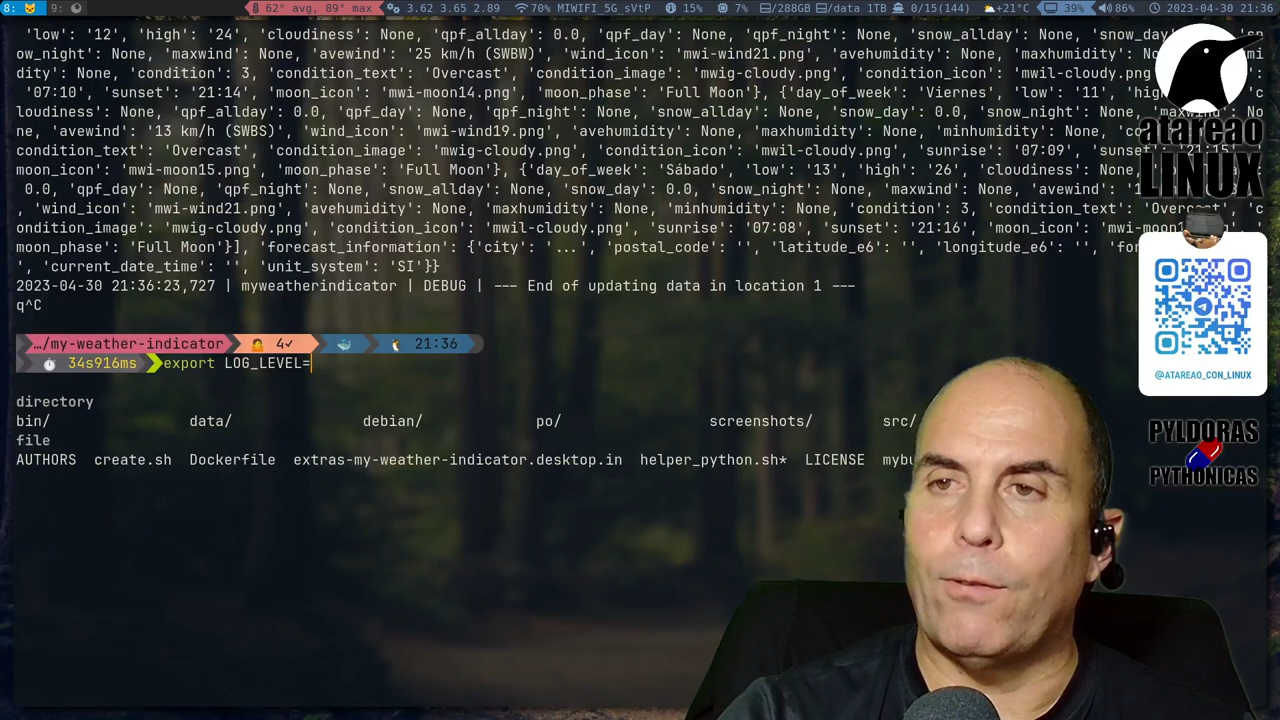 8: 9: 62° avg, 89° max 3.62 3.65 2.89 70% MIWIFI_5G_sVtP 15% 7% /288GB /data 1TB 0/15(144) +21°C 39% 86% 2023-04-30 21:36
'low': '12', 'high': '24', 'cloudiness': None, 'qpf_allday': 0.0, 'qpf_day': None, 'qpf_night': None, 'snow_allday': None, 'snow_day'
ow_night': None, 'maxwind': None, 'avewind': '25 km/h (SWBW)', 'wind_icon': 'mwi-wind21.png', 'avehumidity': None, 'maxhumidity': None,
dity': None, 'condition': 3, 'condition_text': 'Overcast', 'condition_image': 'mwig-cloudy.png', 'condition_icon': 'mwil-cloudy.png
'07:10', 'sunset': '21:14', 'moon_icon': 'mwi-moon14.png', 'moon_phase': 'Full Moon'}, {'day_of_week': 'Viernes', 'low': '11', 'high
loudiness': None, 'qpf_allday': 0.0, 'qpf_day': None, 'qpf_night': None, 'snow_allday': None, 'snow_day': 0.0, 'snow_night': None, 'maxwind': No
ne, 'avewind': '13 km/h (SWBS)', 'wind_icon': 'mwi-wind19.png', 'avehumidity': None, 'maxhumidity': None, 'minhumidity': None,
condition_text': 'Overcast', 'condition_image': 'mwig-cloudy.png', 'condition_icon': 'mwil-cloudy.png', 'sunrise': '07:09', 'sunset': '21:15',
moon_icon': 'mwi-moon15.png', 'moon_phase': 'Full Moon'}, {'day_of_week': 'Sábado', 'low': '13', 'high': '26', 'cloudiness': None,
0.0, 'qpf_day': None, 'qpf_night': None, 'snow_allday': None, 'snow_day': 0.0, 'snow_night': None, 'maxwind': None, 'avewind':
, 'wind_icon': 'mwi-wind21.png', 'avehumidity': None, 'maxhumidity': None, 'minhumidity': None, 'condition': 3, 'condition_text': 'Overcast', 'c
ondition_image': 'mwig-cloudy.png', 'condition_icon': 'mwil-cloudy.png', 'sunrise': '07:08', 'sunset': '21:16', 'moon_icon': 'mwi-moon
moon_phase': 'Full Moon'}], 'forecast_information': {'city': '...', 'postal_code': '', 'latitude_e6': '', 'longitude_e6': '',
', 'current_date_time': '', 'unit_system': 'SI'}}
2023-04-30 21:36:23,727 | myweatherindicator | DEBUG | --- End of updating data in location 1 ---
q^C
…/my-weather-indicator 4✓ 21:36
34s916ms export LOG_LEVEL=
directory
bin/ data/ debian/ po/ screenshots/ src/
file
AUTHORS create.sh Dockerfile extras-my-weather-indicator.desktop.in helper_python.sh* LICENSE
atareao
LINUX
@ATAREAO_CON_LINUX
PYLDORAS
PYTHONICAS